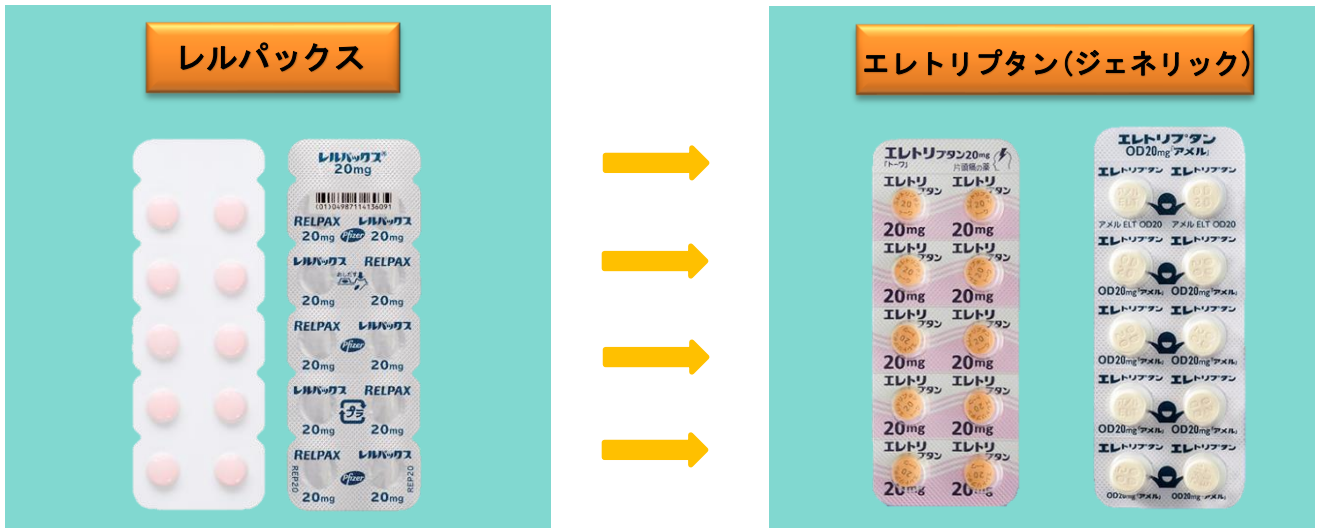 レルパックス
レルパックス®
20mg
(01)04987114136091
RELPAX レルパックス
20mg Pfizer 20mg
レルパックス RELPAX
おしだす
20mg 20mg
RELPAX レルパックス
Pfizer
20mg 20mg
レルパックス RELPAX
プラ
20mg 20mg
RELPAX レルパックス
REP20 Pfizer REP20
20mg 20mg
エレトリプタン(ジェネリック)
エレトリプタン20mg
「トーワ」 片頭痛の薬
エレトリプタン エレトリプタン
20mg 20mg
エレトリプタン エレトリプタン
20mg 20mg
エレトリプタン エレトリプタン
20mg 20mg
エレトリプタン エレトリプタン
20mg 20mg
エレトリプタン エレトリプタン
20mg 20mg
エレトリプタン
OD20mg「アメル」
エレトリプタン エレトリプタン
アメル ELT OD20 アメル ELT OD20
エレトリプタン エレトリプタン
OD20mg「アメル」 OD20mg「アメル」
エレトリプタン エレトリプタン
OD20mg「アメル」 OD20mg「アメル」
エレトリプタン エレトリプタン
OD20mg「アメル」 OD20mg「アメル」
エレトリプタン エレトリプタン
OD20mg「アメル」 OD20mg「アメル」